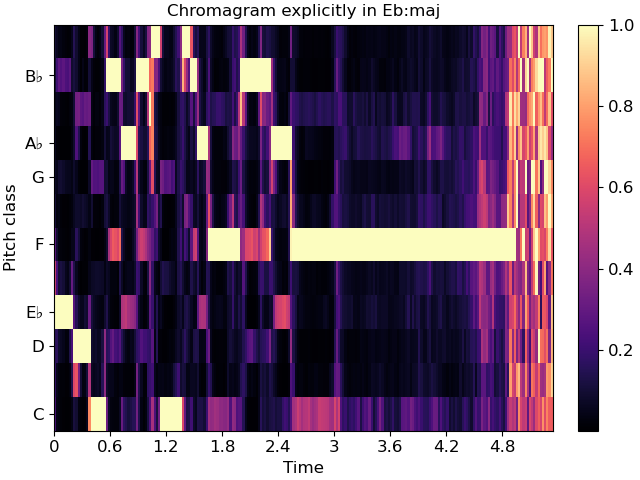 Chromagram explicitly in Eb:maj
Pitch class
B♭
A♭
G
F
E♭
D
C
0 0.6 1.2 1.8 2.4 3 3.6 4.2 4.8
Time
1.0
0.8
0.6
0.4
0.2